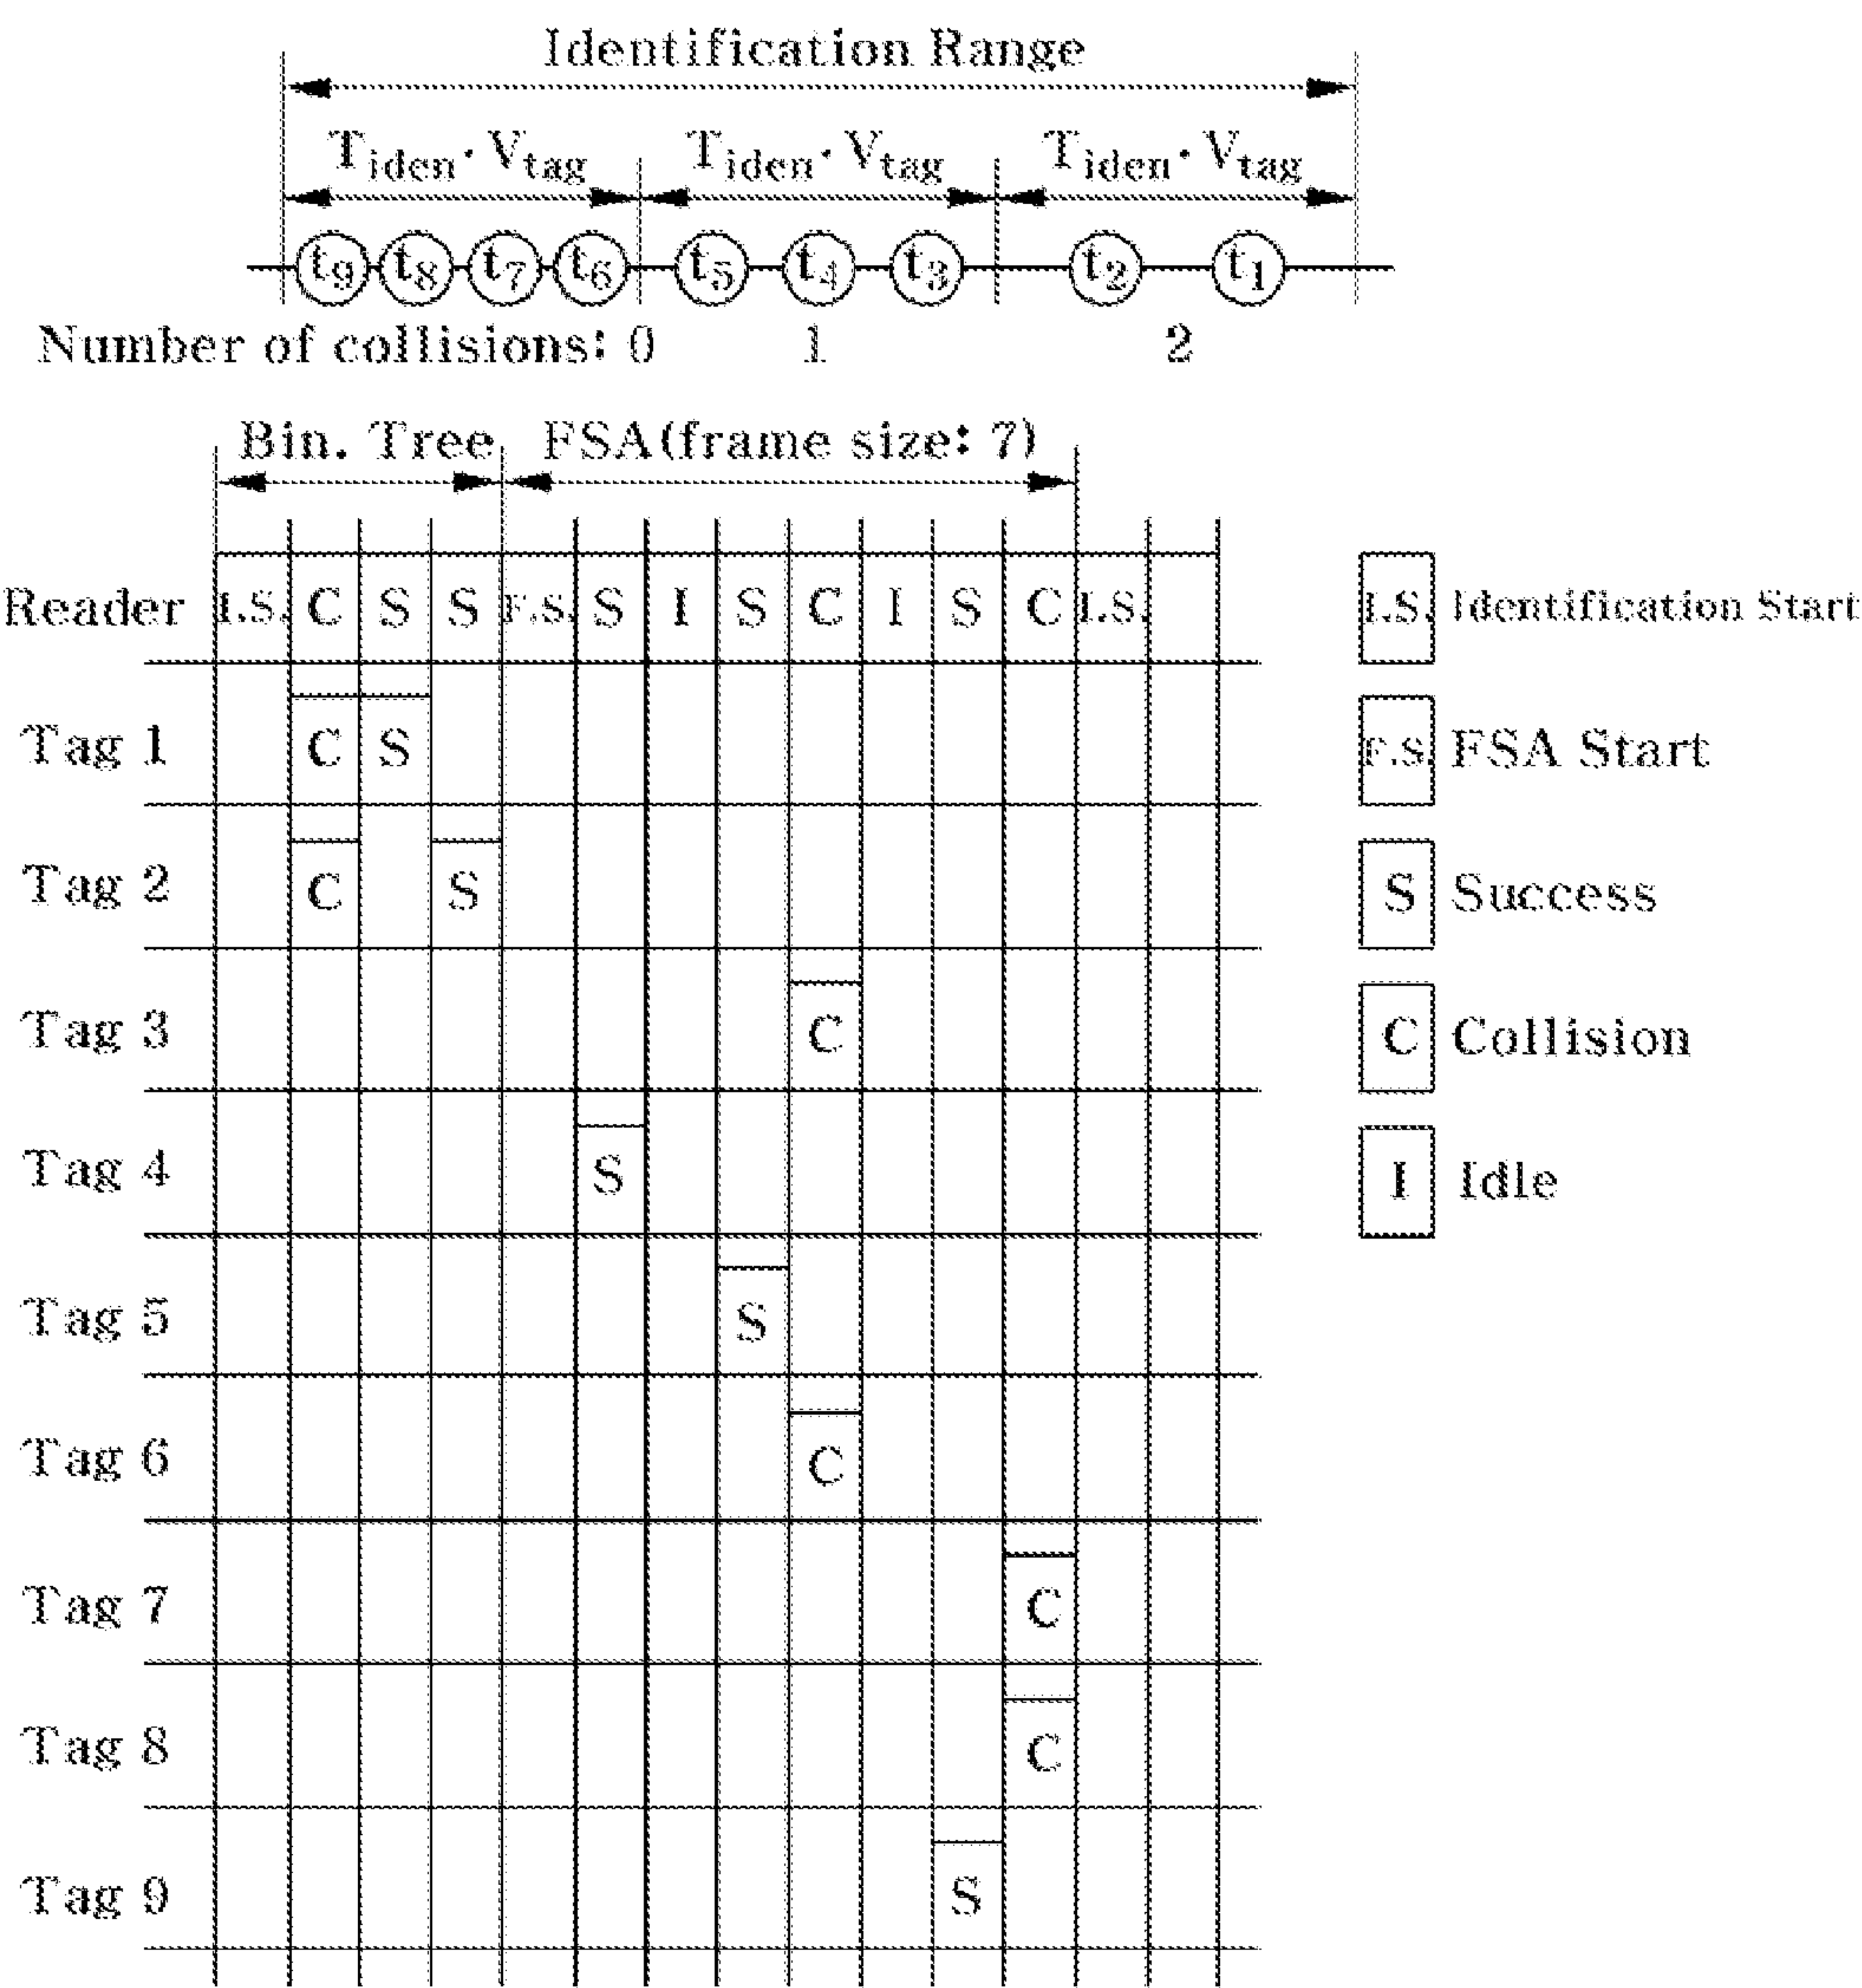 Identification Range
Tiden · Vtag Tiden · Vtag Tiden · Vtag
t9 t8 t7 t6 t5 t4 t3 t2 t1
Number of collisions: 0 1 2
Bin. Tree FSA(frame size: 7)
Reader I.S. C S S F.S. S I S C I S C I.S.
Tag 1 C S
Tag 2 C S
Tag 3 C
Tag 4 S
Tag 5 S
Tag 6 C
Tag 7 C
Tag 8 C
Tag 9 S
I.S. Identification Start
F.S. FSA Start
S Success
C Collision
I Idle